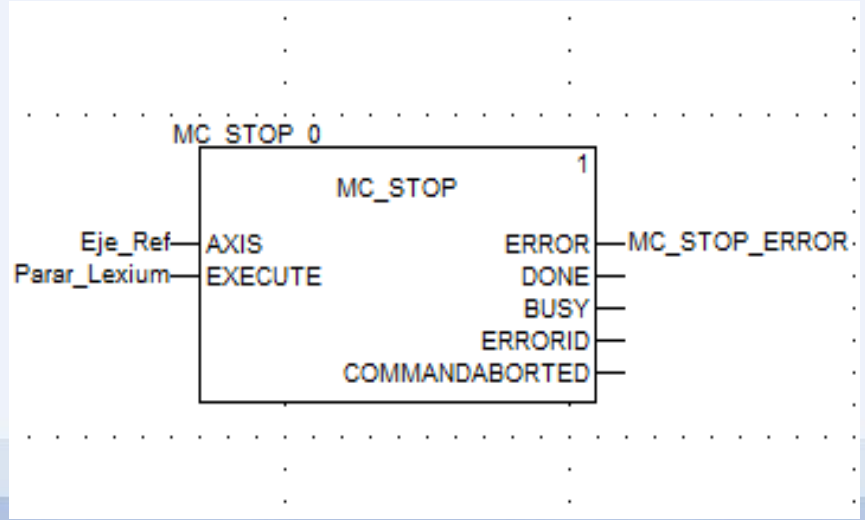 MC_STOP_0
1
MC_STOP
Eje_Ref AXIS ERROR MC_STOP_ERROR
Parar_Lexium EXECUTE DONE
BUSY
ERRORID
COMMANDABORTED